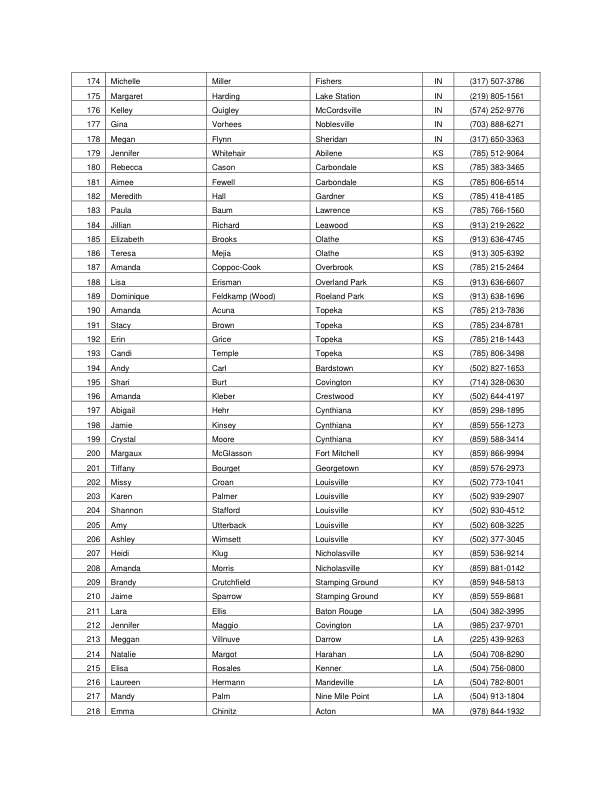 174 Michelle Miller Fishers IN (317) 507-3786
175 Margaret Harding Lake Station IN (219) 805-1561
176 Kelley Quigley McCordsville IN (574) 252-9776
177 Gina Vorhees Noblesville IN (703) 888-6271
178 Megan Flynn Sheridan IN (317) 650-3363
179 Jennifer Whitehair Abilene KS (785) 512-9064
180 Rebecca Cason Carbondale KS (785) 383-3465
181 Aimee Fewell Carbondale KS (785) 806-6514
182 Meredith Hall Gardner KS (785) 418-4185
183 Paula Baum Lawrence KS (785) 766-1560
184 Jillian Richard Leawood KS (913) 219-2622
185 Elizabeth Brooks Olathe KS (913) 636-4745
186 Teresa Mejia Olathe KS (913) 305-6392
187 Amanda Coppoc-Cook Overbrook KS (785) 215-2464
188 Lisa Erisman Overland Park KS (913) 636-6607
189 Dominique Feldkamp (Wood) Roeland Park KS (913) 638-1696
190 Amanda Acuna Topeka KS (785) 213-7836
191 Stacy Brown Topeka KS (785) 234-8781
192 Erin Grice Topeka KS (785) 218-1443
193 Candi Temple Topeka KS (785) 806-3498
194 Andy Carl Bardstown KY (502) 827-1653
195 Shari Burt Covington KY (714) 328-0630
196 Amanda Kleber Crestwood KY (502) 644-4197
197 Abigail Hehr Cynthiana KY (859) 298-1895
198 Jamie Kinsey Cynthiana KY (859) 556-1273
199 Crystal Moore Cynthiana KY (859) 588-3414
200 Margaux McGlasson Fort Mitchell KY (859) 866-9994
201 Tiffany Bourget Georgetown KY (859) 576-2973
202 Missy Croan Louisville KY (502) 773-1041
203 Karen Palmer Louisville KY (502) 939-2907
204 Shannon Stafford Louisville KY (502) 930-4512
205 Amy Utterback Louisville KY (502) 608-3225
206 Ashley Wimsett Louisville KY (502) 377-3045
207 Heidi Klug Nicholasville KY (859) 536-9214
208 Amanda Morris Nicholasville KY (859) 881-0142
209 Brandy Crutchfield Stamping Ground KY (859) 948-5813
210 Jaime Sparrow Stamping Ground KY (859) 559-8681
211 Lara Ellis Baton Rouge LA (504) 382-3995
212 Jennifer Maggio Covington LA (985) 237-9701
213 Meggan Villnuve Darrow LA (225) 439-9263
214 Natalie Margot Harahan LA (504) 708-8290
215 Elisa Rosales Kenner LA (504) 756-0800
216 Laureen Hermann Mandeville LA (504) 782-8001
217 Mandy Palm Nine Mile Point LA (504) 913-1804
218 Emma Chinitz Acton MA (978) 844-1932